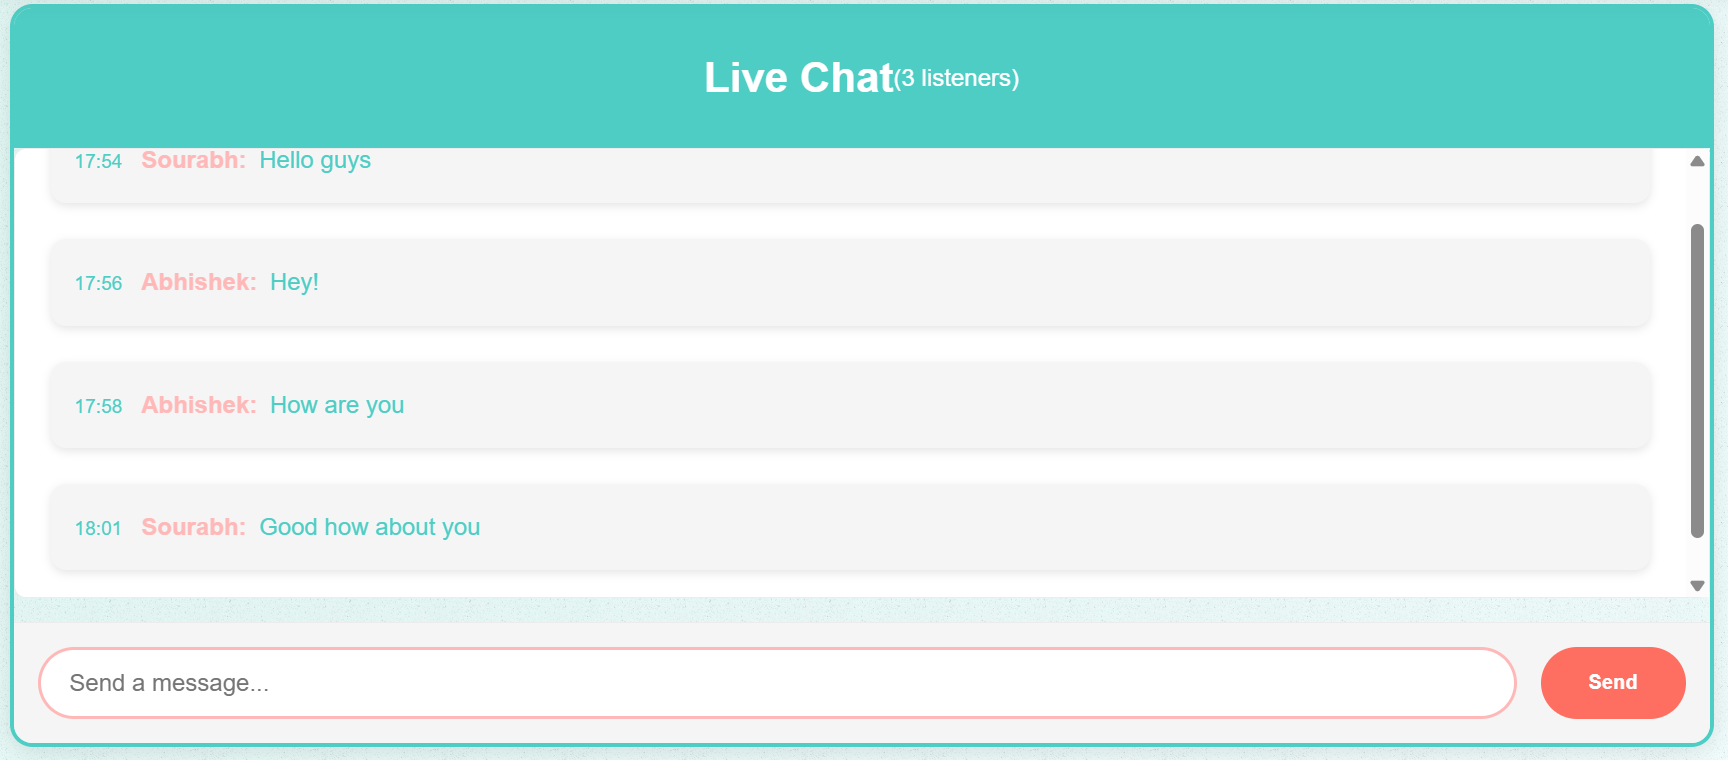 Live Chat(3 listeners)
17:54 Sourabh: Hello guys
17:56 Abhishek: Hey!
17:58 Abhishek: How are you
18:01 Sourabh: Good how about you
Send a message... Send